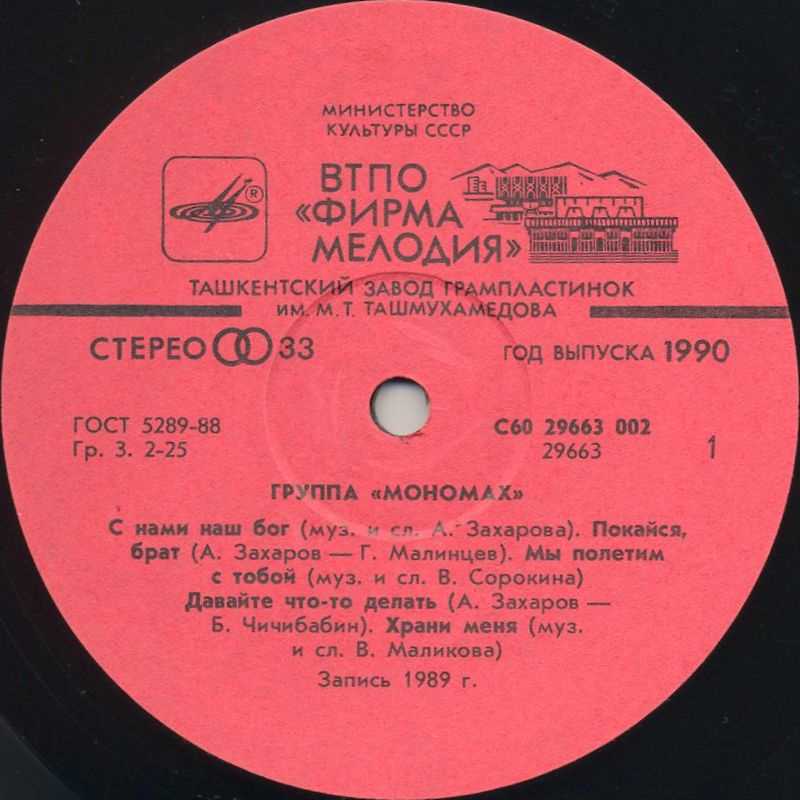 МИНИСТЕРСТВО
КУЛЬТУРЫ СССР
ВТПО
«ФИРМА
МЕЛОДИЯ»
®
ТАШКЕНТСКИЙ ЗАВОД ГРАМПЛАСТИНОК
ИМ. М. Т. ТАШМУХАМЕДОВА
СТЕРЕО 33
ГОД ВЫПУСКА 1990
ГОСТ 5289-88
Гр. 3. 2-25
С60 29663 002
29663
1
ГРУППА «МОНОМАХ»
С нами наш бог (муз. и сл. А. Захарова). Покайся,
брат (А. Захаров — Г. Малинцев). Мы полетим
с тобой (муз. и сл. В. Сорокина)
Давайте что-то делать (А. Захаров —
Б. Чичибабин). Храни меня (муз.
и сл. В. Маликова)
Запись 1989 г.